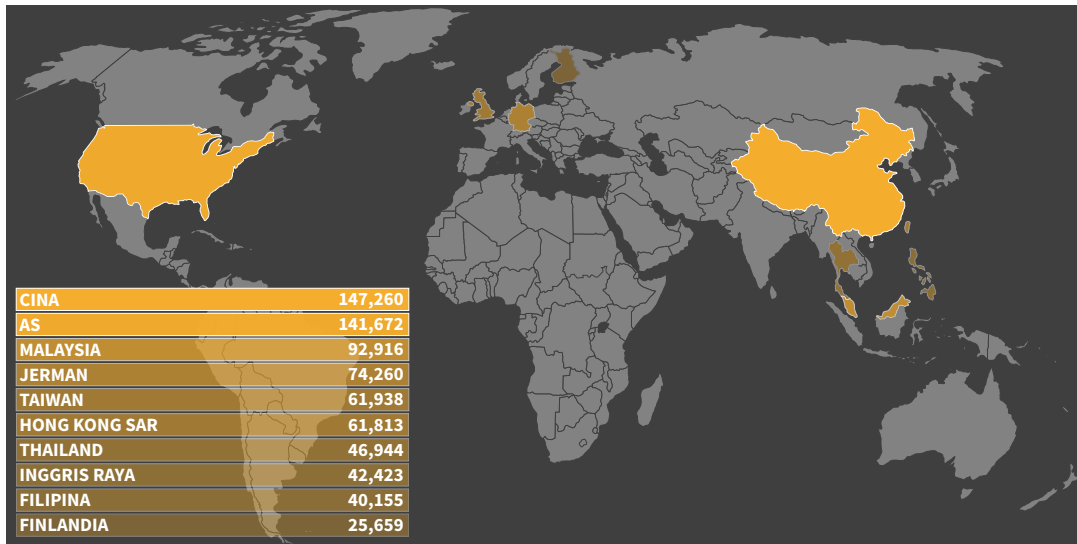 CINA 147,260
AS 141,672
MALAYSIA 92,916
JERMAN 74,260
TAIWAN 61,938
HONG KONG SAR 61,813
THAILAND 46,944
INGGRIS RAYA 42,423
FILIPINA 40,155
FINLANDIA 25,659